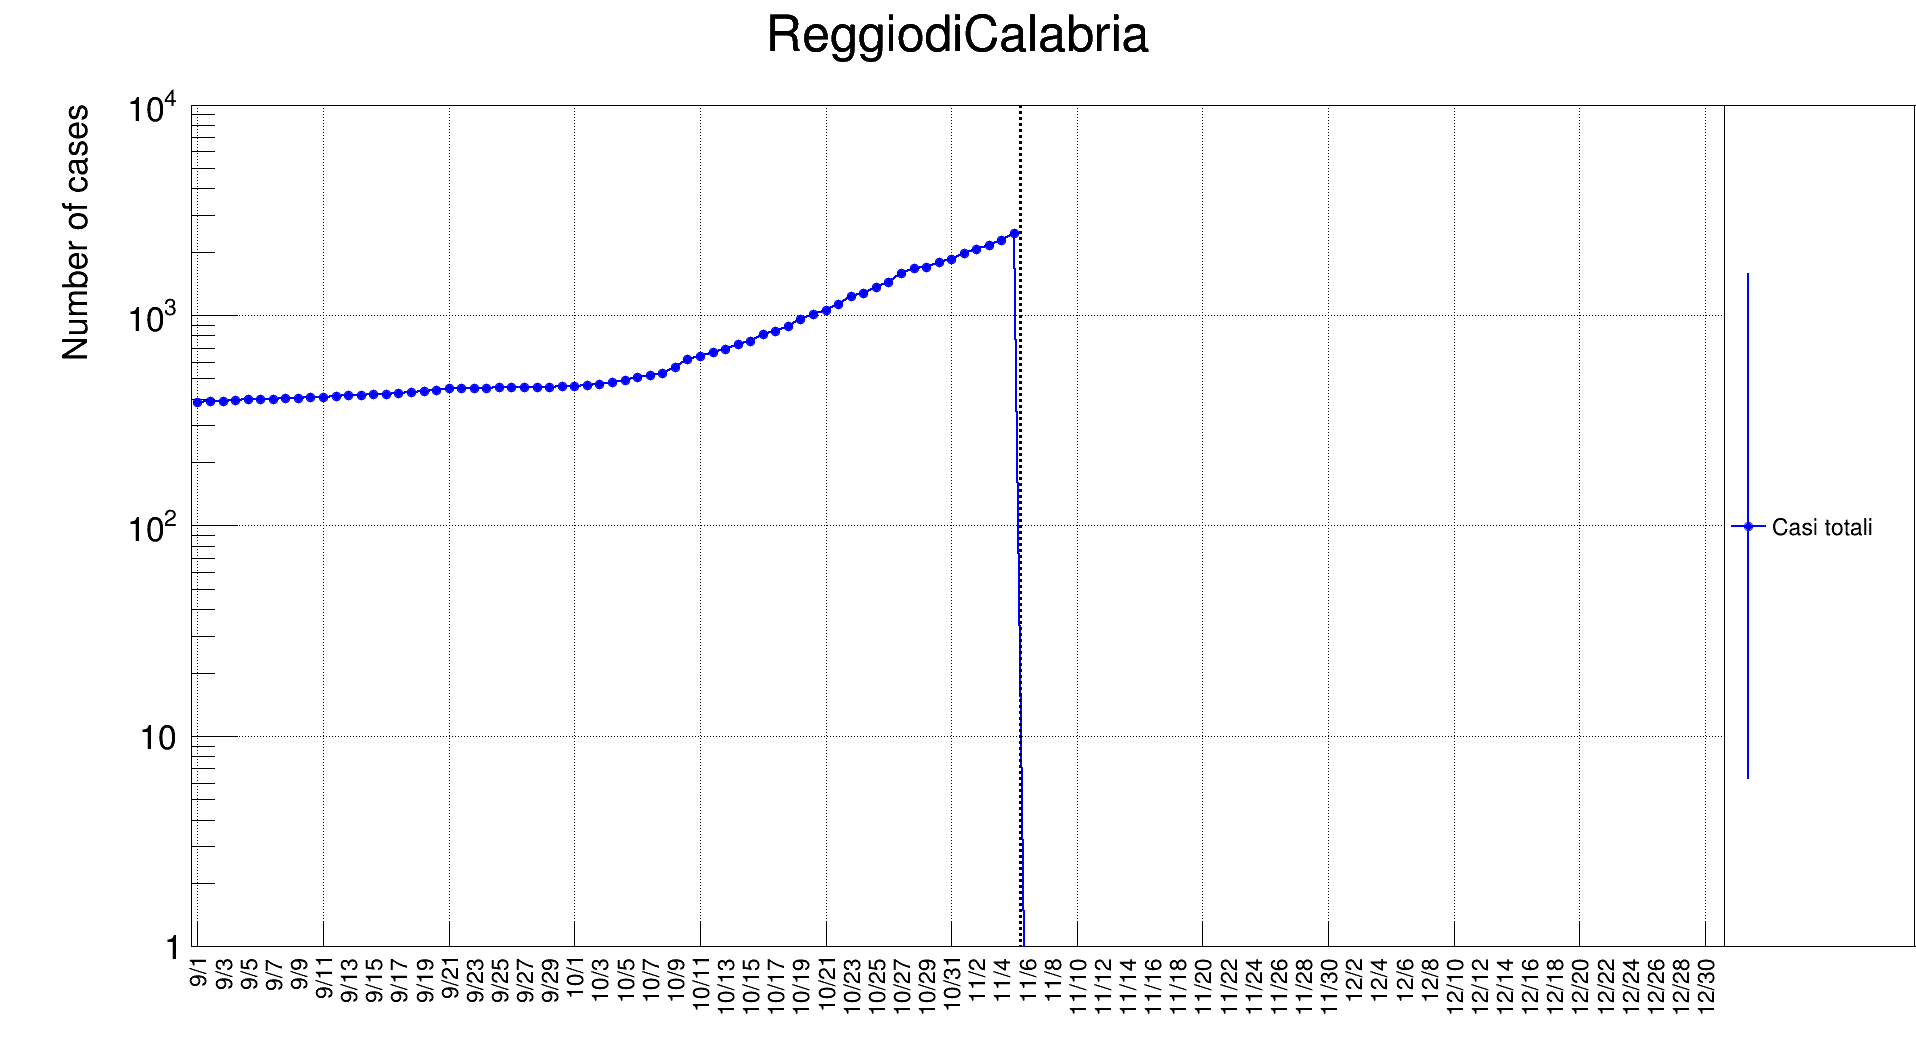 ReggiodiCalabria
Number of cases
10^4
10^3
10^2
10
1
9/1 9/3 9/5 9/7 9/9 9/11 9/13 9/15 9/17 9/19 9/21 9/23 9/25 9/27 9/29 10/1 10/3 10/5 10/7 10/9 10/11 10/13 10/15 10/17 10/19 10/21 10/23 10/25 10/27 10/29 10/31 11/2 11/4 11/6 11/8 11/10 11/12 11/14 11/16 11/18 11/20 11/22 11/24 11/26 11/28 11/30 12/2 12/4 12/6 12/8 12/10 12/12 12/14 12/16 12/18 12/20 12/22 12/24 12/26 12/28 12/30
Casi totali